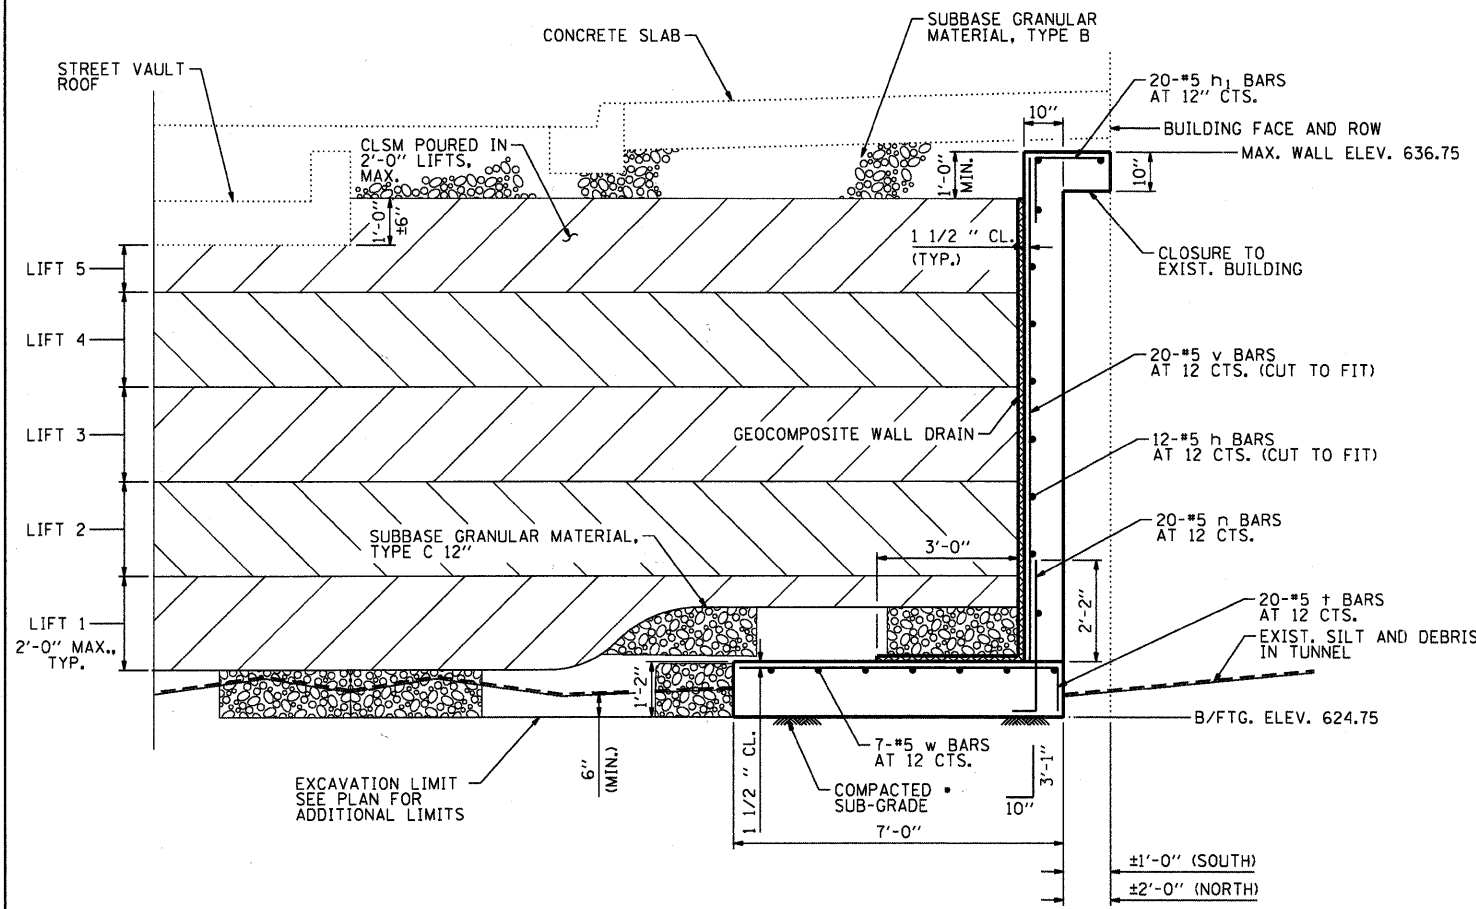 SUBBASE GRANULAR
MATERIAL, TYPE B
CONCRETE SLAB
STREET VAULT
ROOF
20-#5 h1 BARS
AT 12" CTS.
10"
BUILDING FACE AND ROW
CLSM POURED IN
2'-0" LIFTS,
MAX.
1'-0"
MIN.
MAX. WALL ELEV. 636.75
10"
1'-0"
±6"
1 1/2 " CL.
(TYP.)
CLOSURE TO
EXIST. BUILDING
LIFT 5
LIFT 4
20-#5 v BARS
AT 12 CTS. (CUT TO FIT)
LIFT 3
GEOCOMPOSITE WALL DRAIN
12-#5 h BARS
AT 12 CTS. (CUT TO FIT)
LIFT 2
SUBBASE GRANULAR MATERIAL,
TYPE C 12"
3'-0"
20-#5 n BARS
AT 12 CTS.
LIFT 1
2'-0" MAX.,
TYP.
2'-2"
20-#5 t BARS
AT 12 CTS.
EXIST. SILT AND DEBRIS
IN TUNNEL
1'-2"
B/FTG. ELEV. 624.75
6"
(MIN.)
1 1/2 " CL.
7-#5 w BARS
AT 12 CTS.
3'-1"
10"
EXCAVATION LIMIT
SEE PLAN FOR
ADDITIONAL LIMITS
COMPACTED
SUB-GRADE
7'-0"
±1'-0" (SOUTH)
±2'-0" (NORTH)